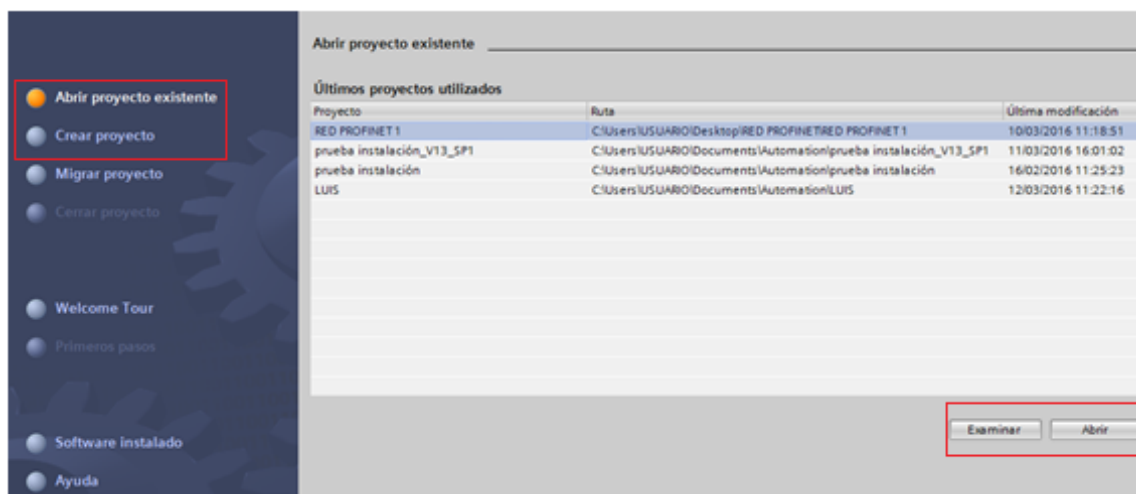 Abrir proyecto existente
Crear proyecto
Migrar proyecto
Cerrar proyecto
Welcome Tour
Primeros pasos
Software instalado
Ayuda
Abrir proyecto existente
Últimos proyectos utilizados
Proyecto Ruta Última modificación
RED PROFINET 1 C:\Users\USUARIO\Desktop\RED PROFINET\RED PROFINET 1 10/03/2016 11:18:51
prueba instalación_V13_SP1 C:\Users\USUARIO\Documents\Automation\prueba instalación_V13_SP1 11/03/2016 16:01:02
prueba instalación C:\Users\USUARIO\Documents\Automation\prueba instalación 16/02/2016 11:25:23
LUIS C:\Users\USUARIO\Documents\Automation\LUIS 12/03/2016 11:22:16
Examinar Abrir